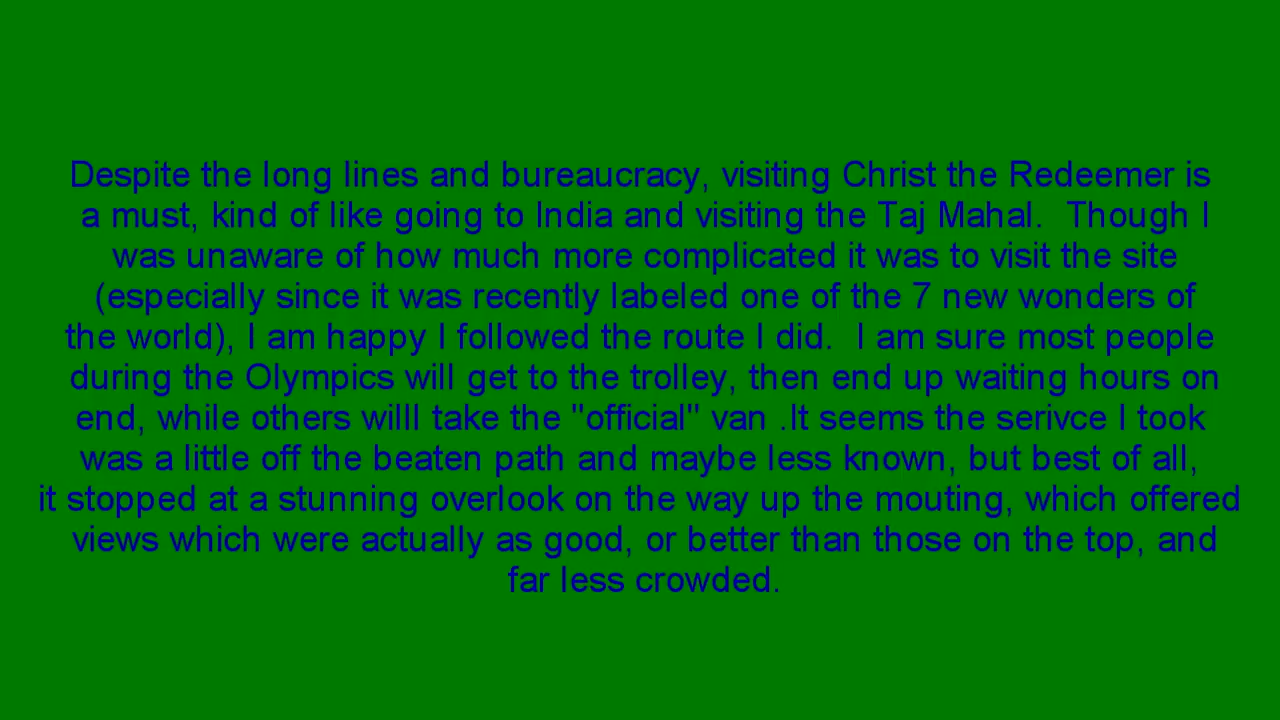 Despite the long lines and bureaucracy, visiting Christ the Redeemer is
a must, kind of like going to India and visiting the Taj Mahal.  Though I
was unaware of how much more complicated it was to visit the site
(especially since it was recently labeled one of the 7 new wonders of
the world), I am happy I followed the route I did.  I am sure most people
during the Olympics will get to the trolley, then end up waiting hours on
end, while others willl take the "official" van .It seems the serivce I took
was a little off the beaten path and maybe less known, but best of all,
it stopped at a stunning overlook on the way up the mouting, which offered
views which were actually as good, or better than those on the top, and
far less crowded.